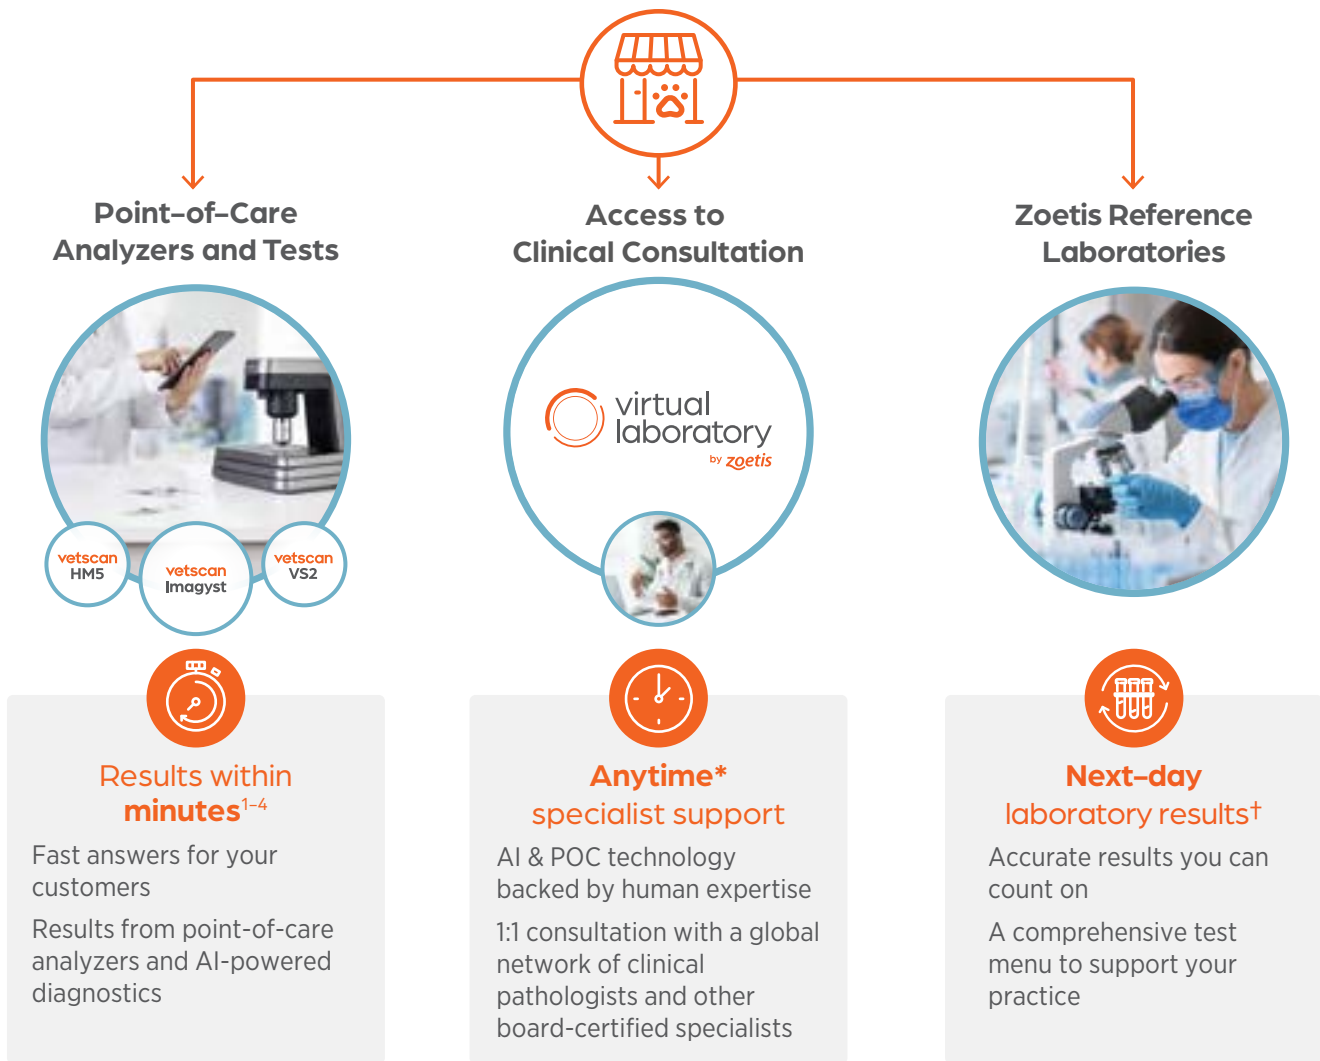 Point-of-Care
Analyzers and Tests
vetscan
HM5
vetscan
Imagyst
vetscan
VS2
Results within
minutes1-4
Fast answers for your
customers
Results from point-of-care
analyzers and AI-powered
diagnostics
Access to
Clinical Consultation
virtual
laboratory
by zoetis
Anytime*
specialist support
AI & POC technology
backed by human expertise
1:1 consultation with a global
network of clinical
pathologists and other
board-certified specialists
Zoetis Reference
Laboratories
Next-day
laboratory results†
Accurate results you can
count on
A comprehensive test
menu to support your
practice